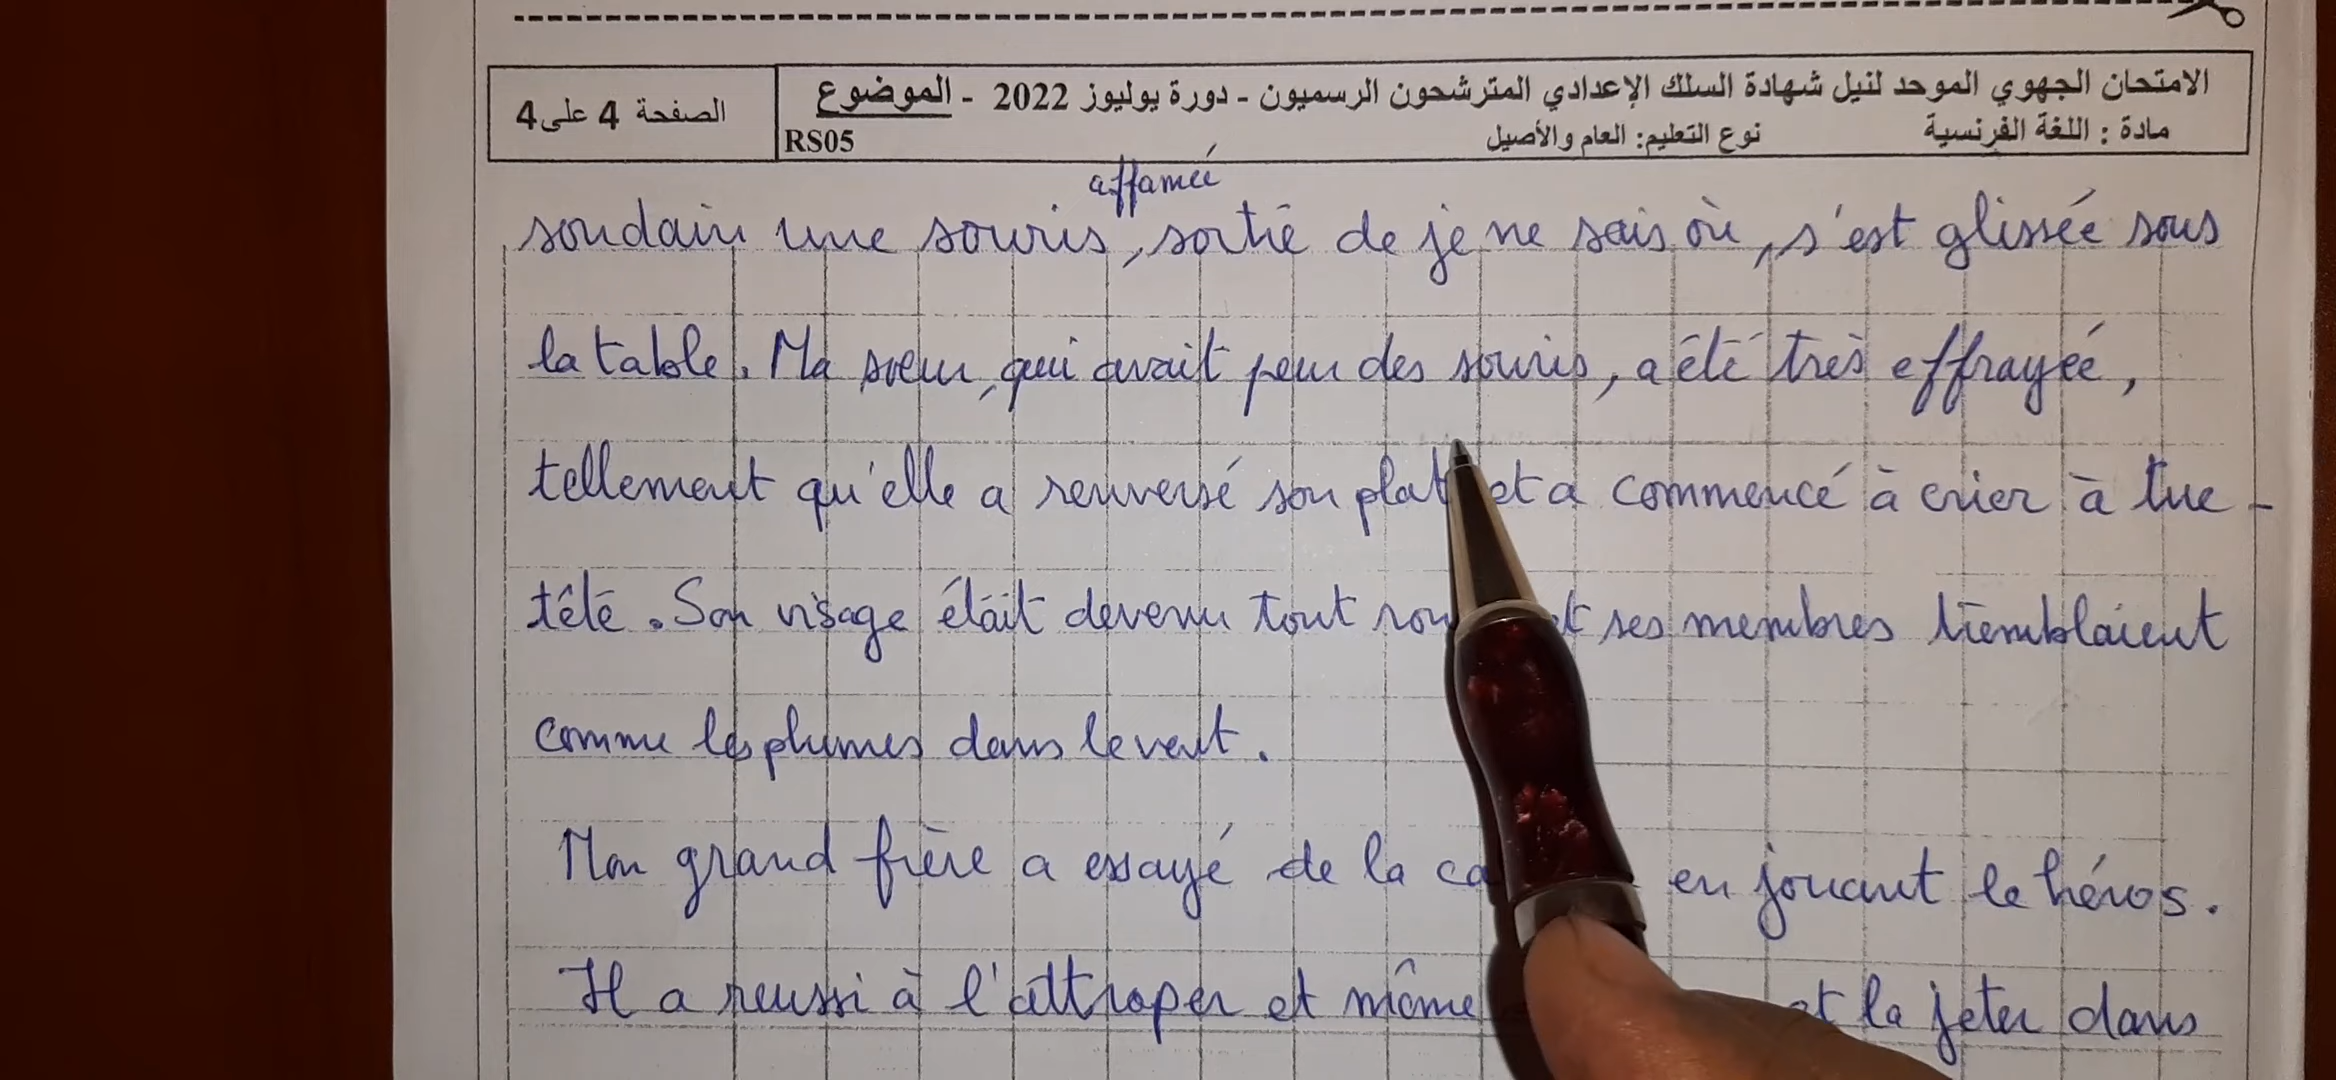 الامتحان الجهوي الموحد لنيل شهادة السلك الإعدادي المترشحون الرسميون - دورة يوليوز 2022 - الموضوع
الصفحة 4 على 4
مادة : اللغة الفرنسية نوع التعليم: العام والأصيل RS05
affamée
soudain une souris, sortie de je ne sais où, s'est glissée sous
la table. Ma sœur, qui avait peur des souris, a été très effrayée,
tellement qu'elle a renversé son plat et a commencé à crier à tue-
tête. Son visage était devenu tout et ses membres tremblaient
comme les plumes dans le vent.
Mon grand frère a essayé de la en jouant le héros.
Il a reussi à l'attraper et même et la jeter dans